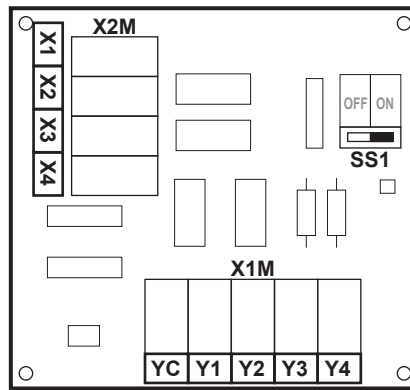 X2M
X1
X2
X3
X4
OFF ON
SS1
X1M
YC Y1 Y2 Y3 Y4